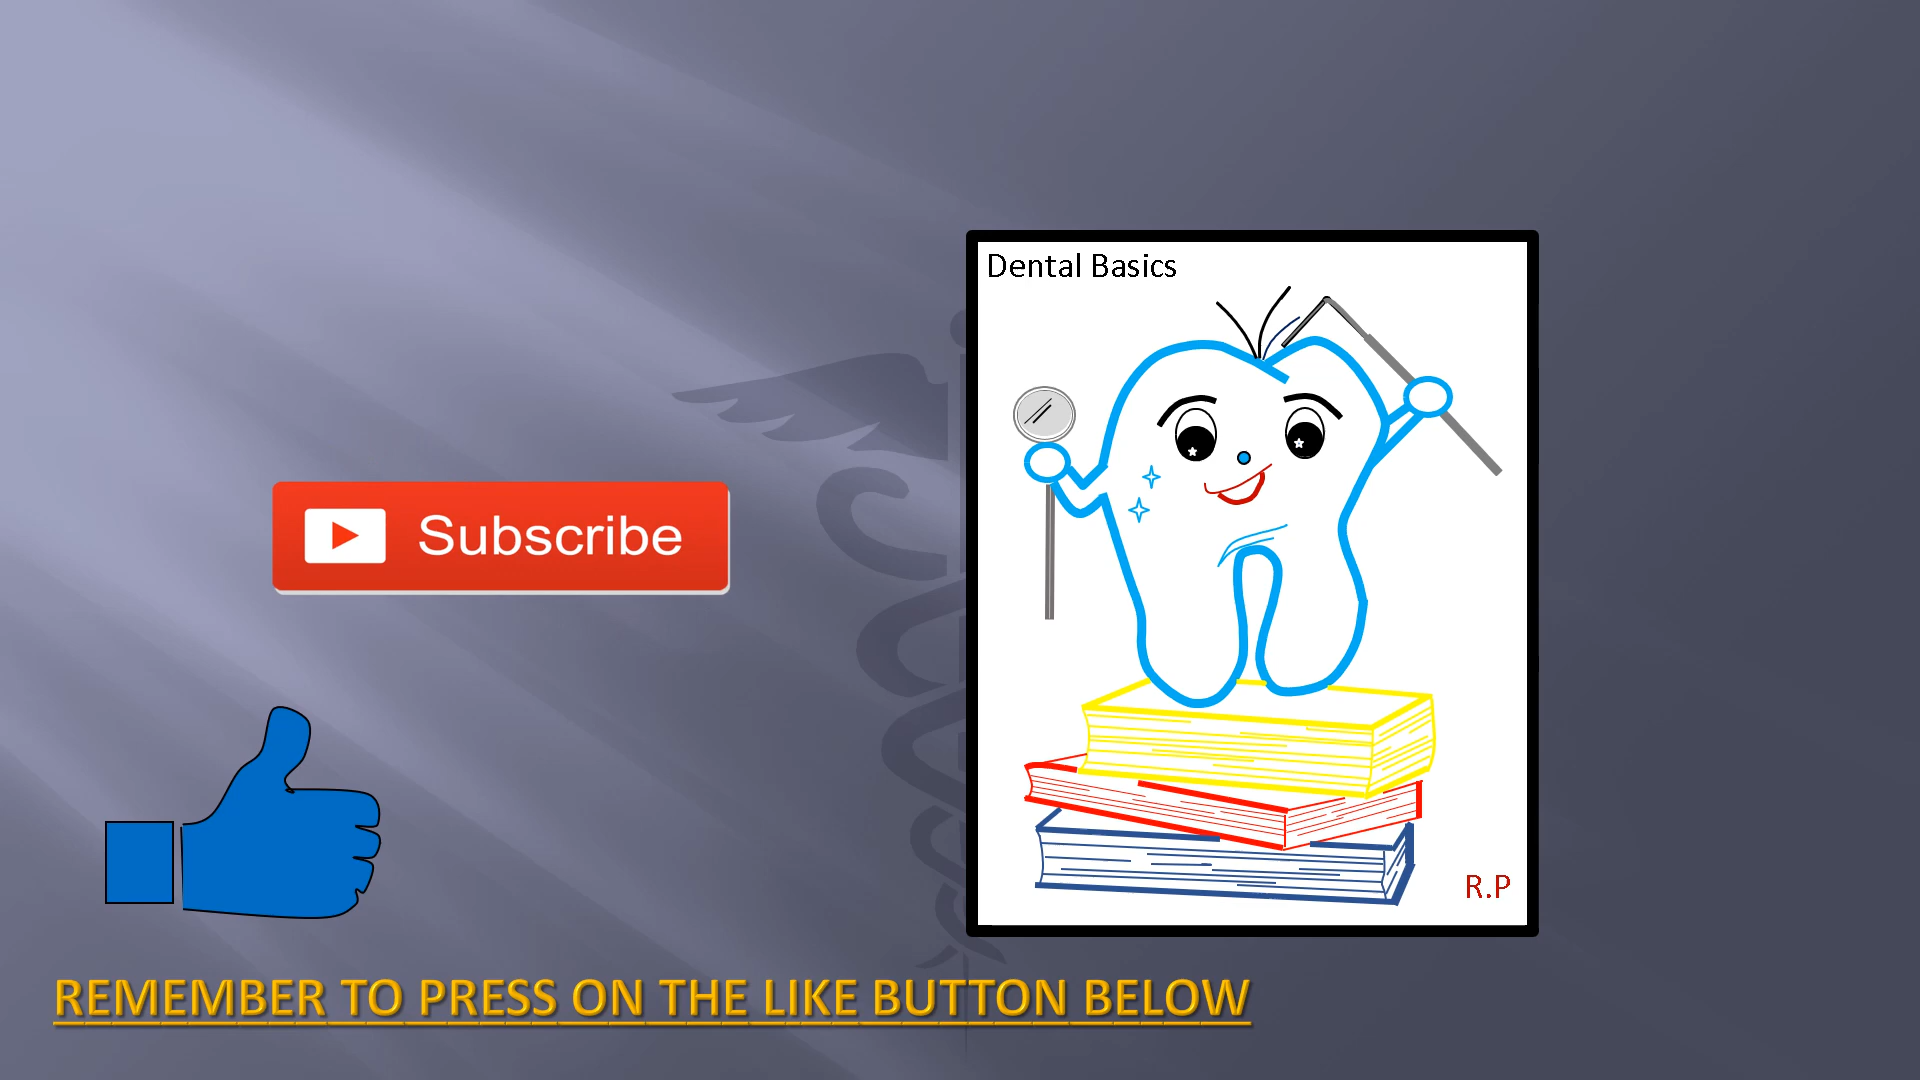 Dental Basics
Subscribe
R.P
REMEMBER TO PRESS ON THE LIKE BUTTON BELOW